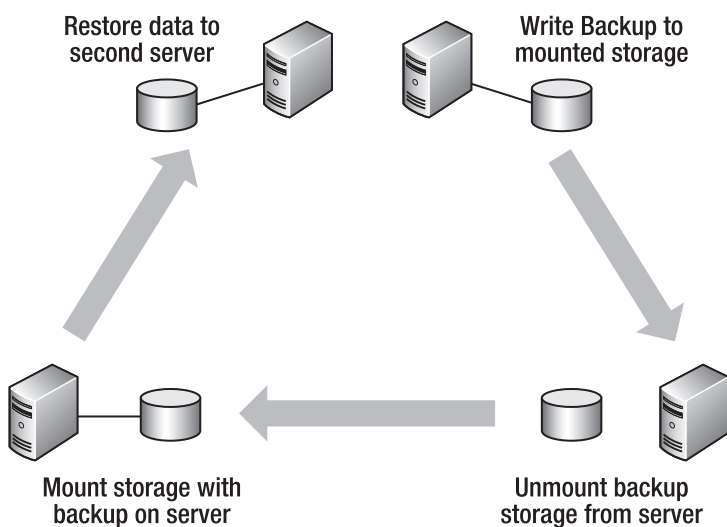 Restore data to
second server
Write Backup to
mounted storage
Mount storage with
backup on server
Unmount backup
storage from server